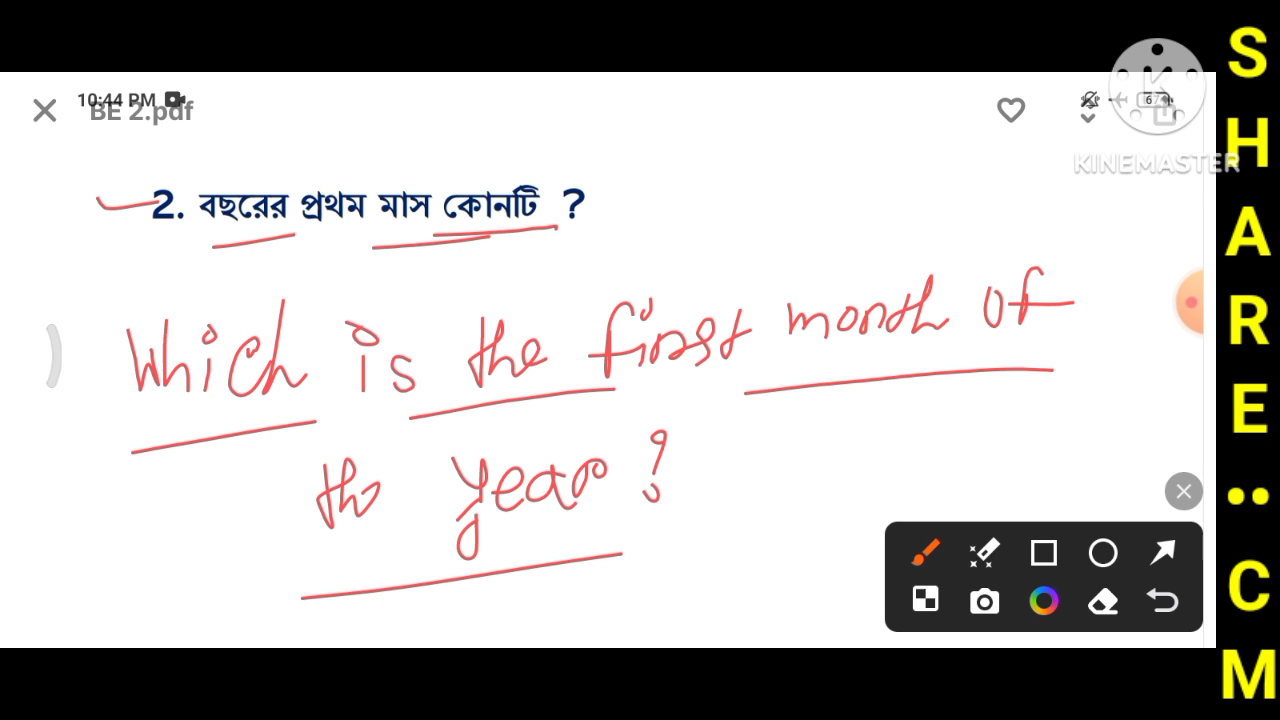 10:44 PM
BE 2.pdf
67
KINEMASTER
2. বছরের প্রথম মাস কোনটি ?
Which is the first month of
the year?
SHARE..CM